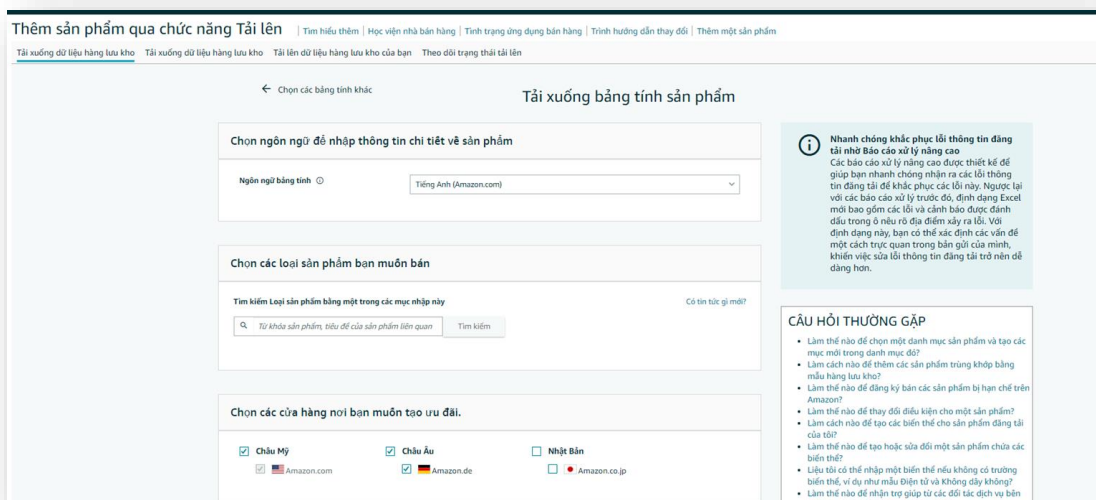 Thêm sản phẩm qua chức năng Tải lên | Tìm hiểu thêm | Học viện nhà bán hàng | Tình trạng ứng dụng bán hàng | Trình hướng dẫn thay đổi | Thêm một sản phẩm
Tải xuống dữ liệu hàng lưu kho Tải xuống dữ liệu hàng lưu kho Tải lên dữ liệu hàng lưu kho của bạn Theo dõi trạng thái tải lên
← Chọn các bảng tính khác
Tải xuống bảng tính sản phẩm
Chọn ngôn ngữ để nhập thông tin chi tiết về sản phẩm
Ngôn ngữ bảng tính
Tiếng Anh (Amazon.com)
Chọn các loại sản phẩm bạn muốn bán
Tìm kiếm Loại sản phẩm bằng một trong các mục nhập này
Có tin tức gì mới?
Từ khóa sản phẩm, tiêu đề của sản phẩm liên quan
Tìm kiếm
Chọn các cửa hàng nơi bạn muốn tạo ưu đãi.
Châu Mỹ
Amazon.com
Châu Âu
Amazon.de
Nhật Bản
Amazon.co.jp
Nhanh chóng khắc phục lỗi thông tin đăng
tải nhờ Báo cáo xử lý nâng cao
Các báo cáo xử lý nâng cao được thiết kế để
giúp bạn nhanh chóng nhận ra các lỗi thông
tin đăng tải để khắc phục các lỗi này. Ngược lại
với các báo cáo xử lý trước đó, định dạng Excel
mới bao gồm các lỗi và cảnh báo được đánh
dấu trong ô nêu rõ địa điểm xảy ra lỗi. Với
định dạng này, bạn có thể xác định các vấn đề
một cách trực quan trong bản gửi của mình,
khiến việc sửa lỗi thông tin đăng tải trở nên dễ
dàng hơn.
CÂU HỎI THƯỜNG GẶP
• Làm thế nào để chọn một danh mục sản phẩm và tạo các
mục mới trong danh mục đó?
• Làm cách nào để thêm các sản phẩm trùng khớp bằng
mẫu hàng lưu kho?
• Làm thế nào để đăng ký bán các sản phẩm bị hạn chế trên
Amazon?
• Làm thế nào để thay đổi điều kiện cho một sản phẩm?
• Làm cách nào để tạo các biến thể cho sản phẩm đăng tải
của tôi?
• Làm thế nào để tạo hoặc sửa đổi một sản phẩm chứa các
biến thể?
• Liệu tôi có thể nhập một biến thể nếu không có trường
biến thể, ví dụ như mẫu Điện tử và Không dây không?
• Làm thế nào để nhận trợ giúp từ các đối tác dịch vụ bên